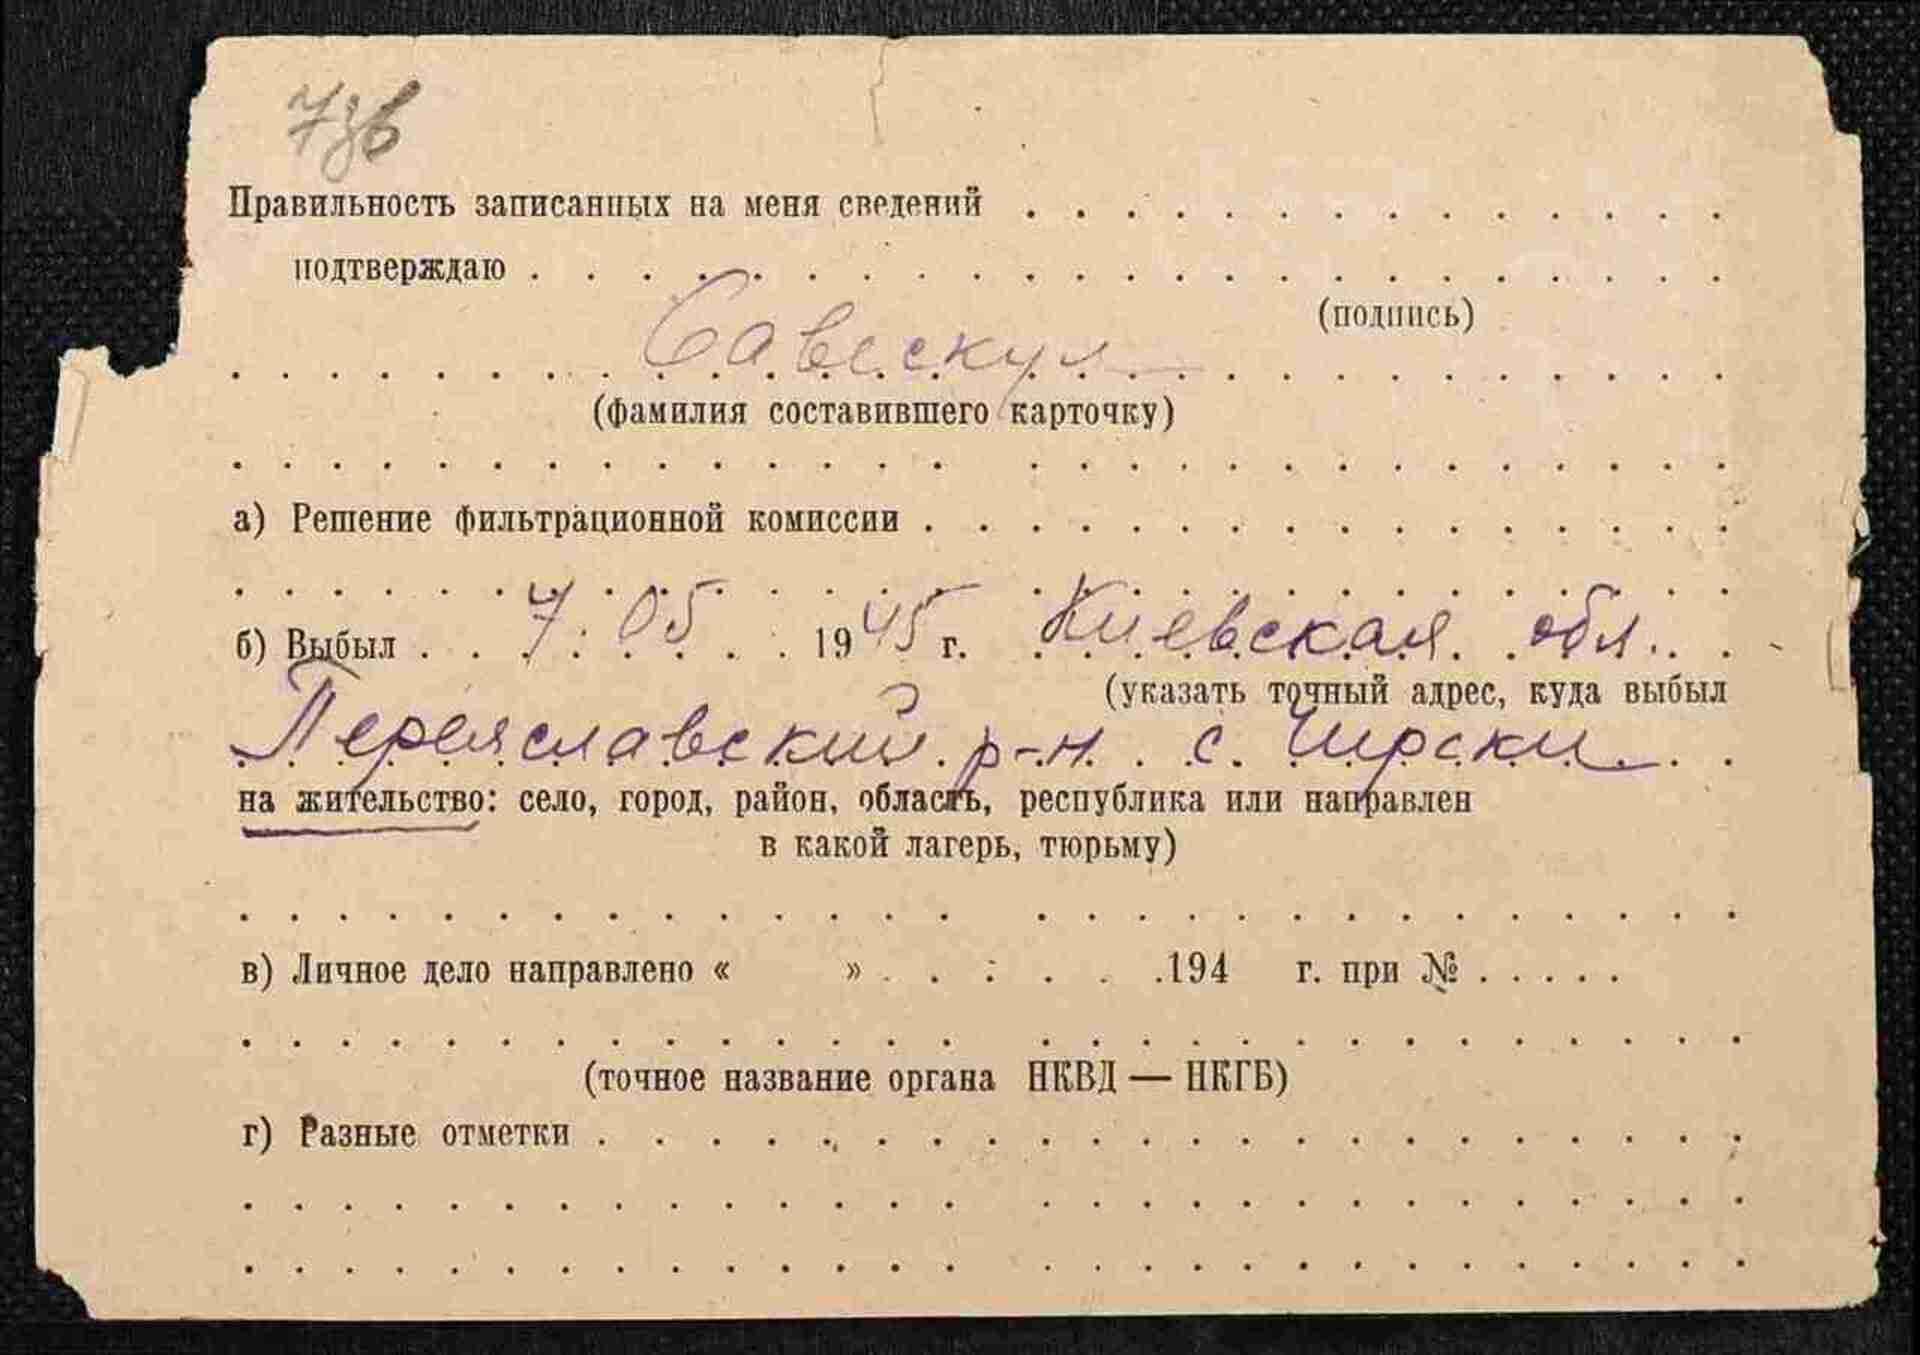 7зв
Правильность записанных на меня сведений . . . . . . . . . . . . .
подтверждаю . . . . . . . . . . . . . . . . . . . . . .
(подпись)
Савескул
(фамилия составившего карточку)
а) Решение фильтрационной комиссии . . . . . . . . . . . . . . .
б) Выбыл . . 7. 05 . . 1945 г. Киевская обл. . .
(указать точный адрес, куда выбыл
Переяславский р-н. с.
на жительство: село, город, район, область, республика или направлен
в какой лагерь, тюрьму)
в) Личное дело направлено « » . . . . . .194 г. при № . . . . .
(точное название органа НКВД — НКГБ)
г) Разные отметки . . . . . . . . . . . . . . . . . . . . .